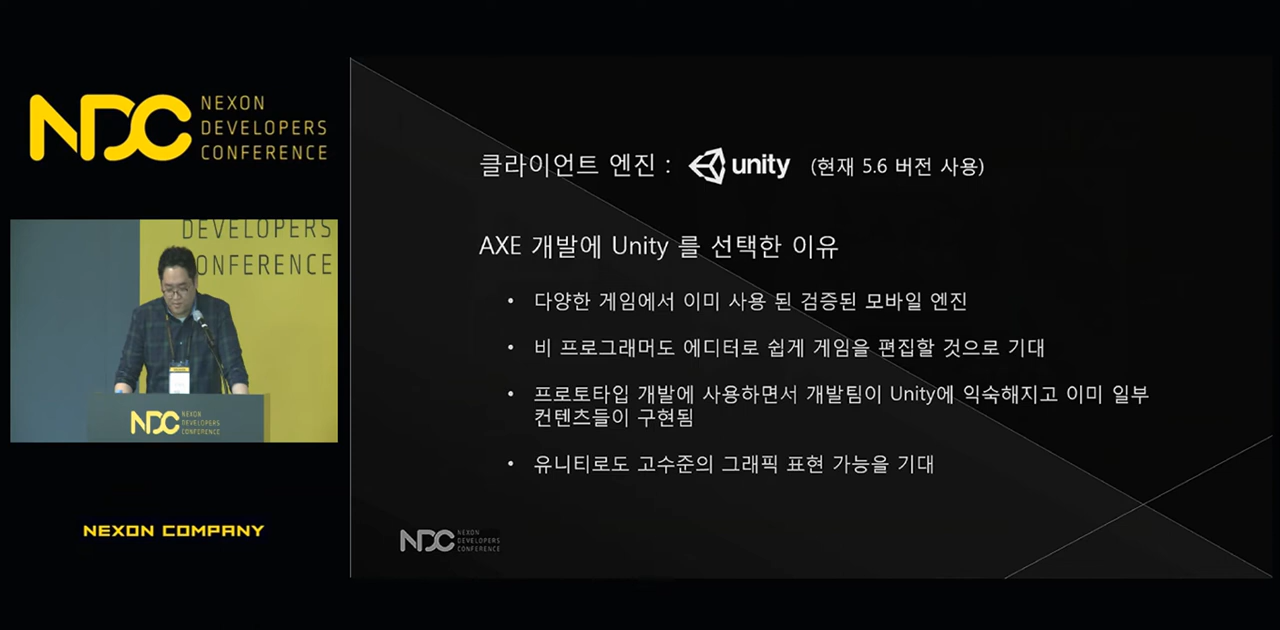 NDC NEXON
DEVELOPERS
CONFERENCE
DEVELOPERS
CONFERENCE
NDC NEXON
DEVELOPERS
CONFERENCE
NEXON COMPANY
클라이언트 엔진 : unity (현재 5.6 버전 사용)
AXE 개발에 Unity 를 선택한 이유
• 다양한 게임에서 이미 사용 된 검증된 모바일 엔진
• 비 프로그래머도 에디터로 쉽게 게임을 편집할 것으로 기대
• 프로토타입 개발에 사용하면서 개발팀이 Unity에 익숙해지고 이미 일부
컨텐츠들이 구현됨
• 유니티로도 고수준의 그래픽 표현 가능을 기대
NDC NEXON
DEVELOPERS
CONFERENCE